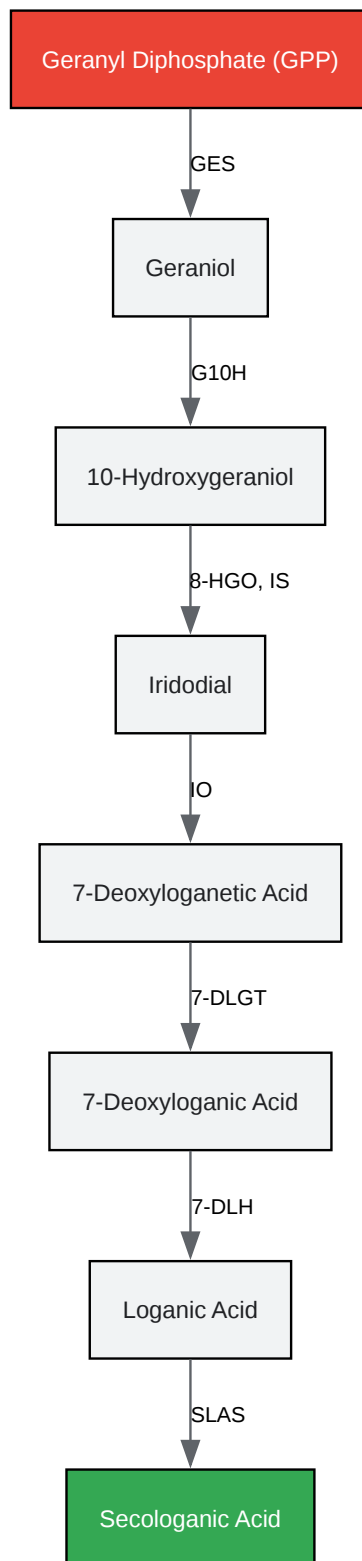 Geranyl Diphosphate (GPP)
GES
Geraniol
G10H
10-Hydroxygeraniol
8-HGO, IS
Iridodial
IO
7-Deoxyloganetic Acid
7-DLGT
7-Deoxyloganic Acid
7-DLH
Loganic Acid
SLAS
Secologanic Acid